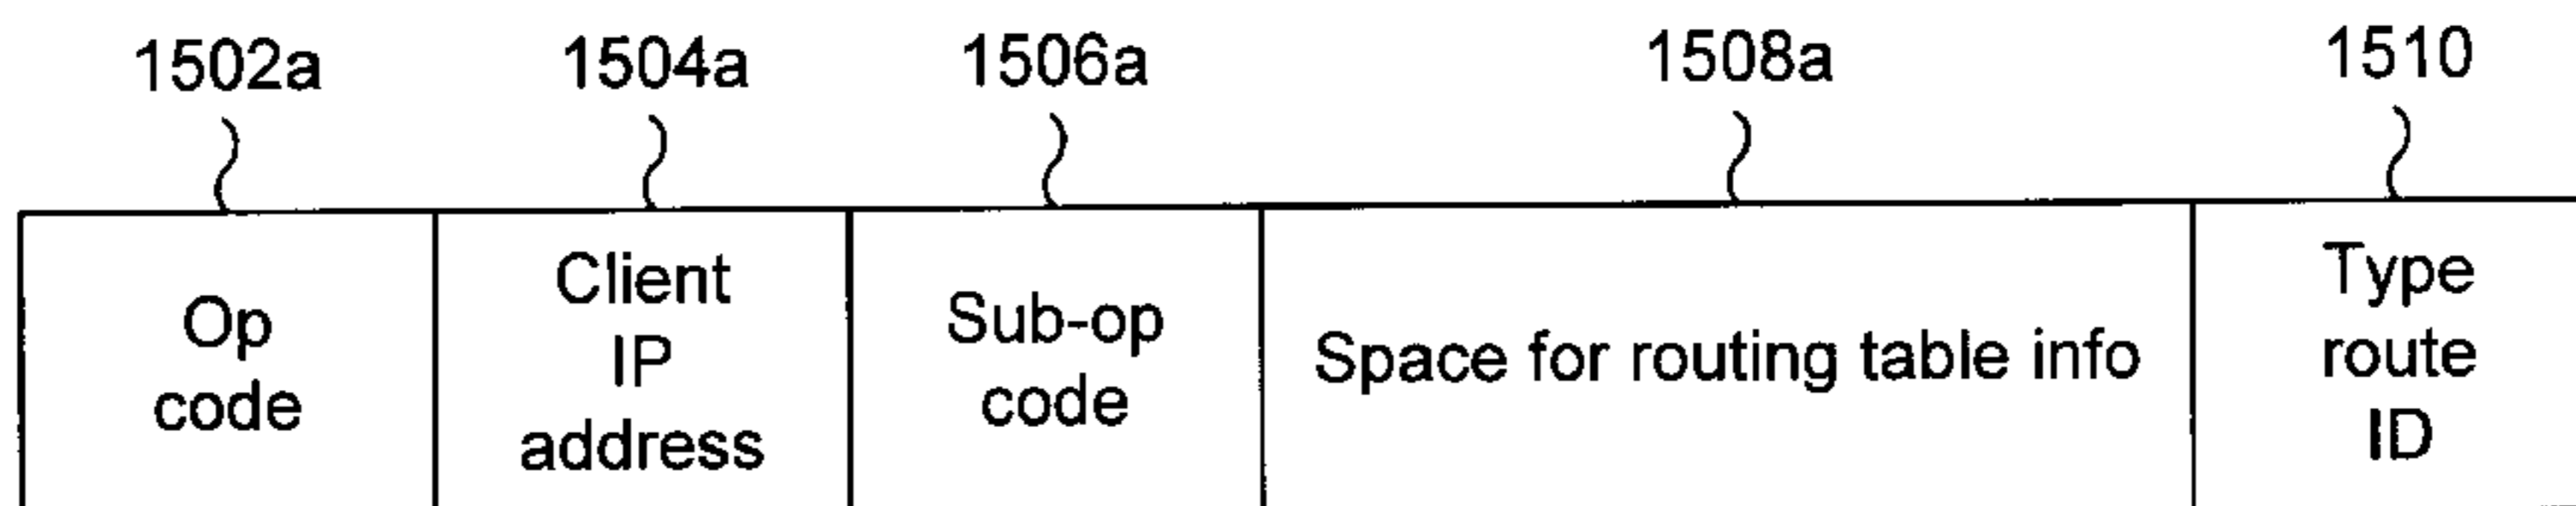 1502a 1504a 1506a 1508a 1510
Op
code
Client
IP
address
Sub-op
code
Space for routing table info
Type
route
ID